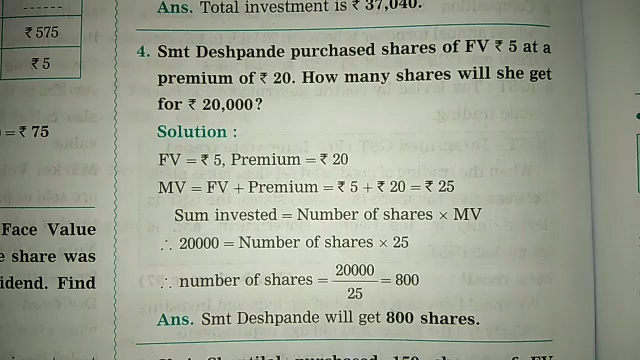 Ans. Total investment is ₹ 37,040.
------
₹ 575
₹ 5
= ₹ 75
Face Value
share was
idend. Find
4. Smt Deshpande purchased shares of FV ₹ 5 at a
premium of ₹ 20. How many shares will she get
for ₹ 20,000?
Solution :
FV = ₹ 5, Premium = ₹ 20
MV = FV + Premium = ₹ 5 + ₹ 20 = ₹ 25
Sum invested = Number of shares × MV
∴ 20000 = Number of shares × 25
∴ number of shares = 20000/25 = 800
Ans. Smt Deshpande will get 800 shares.